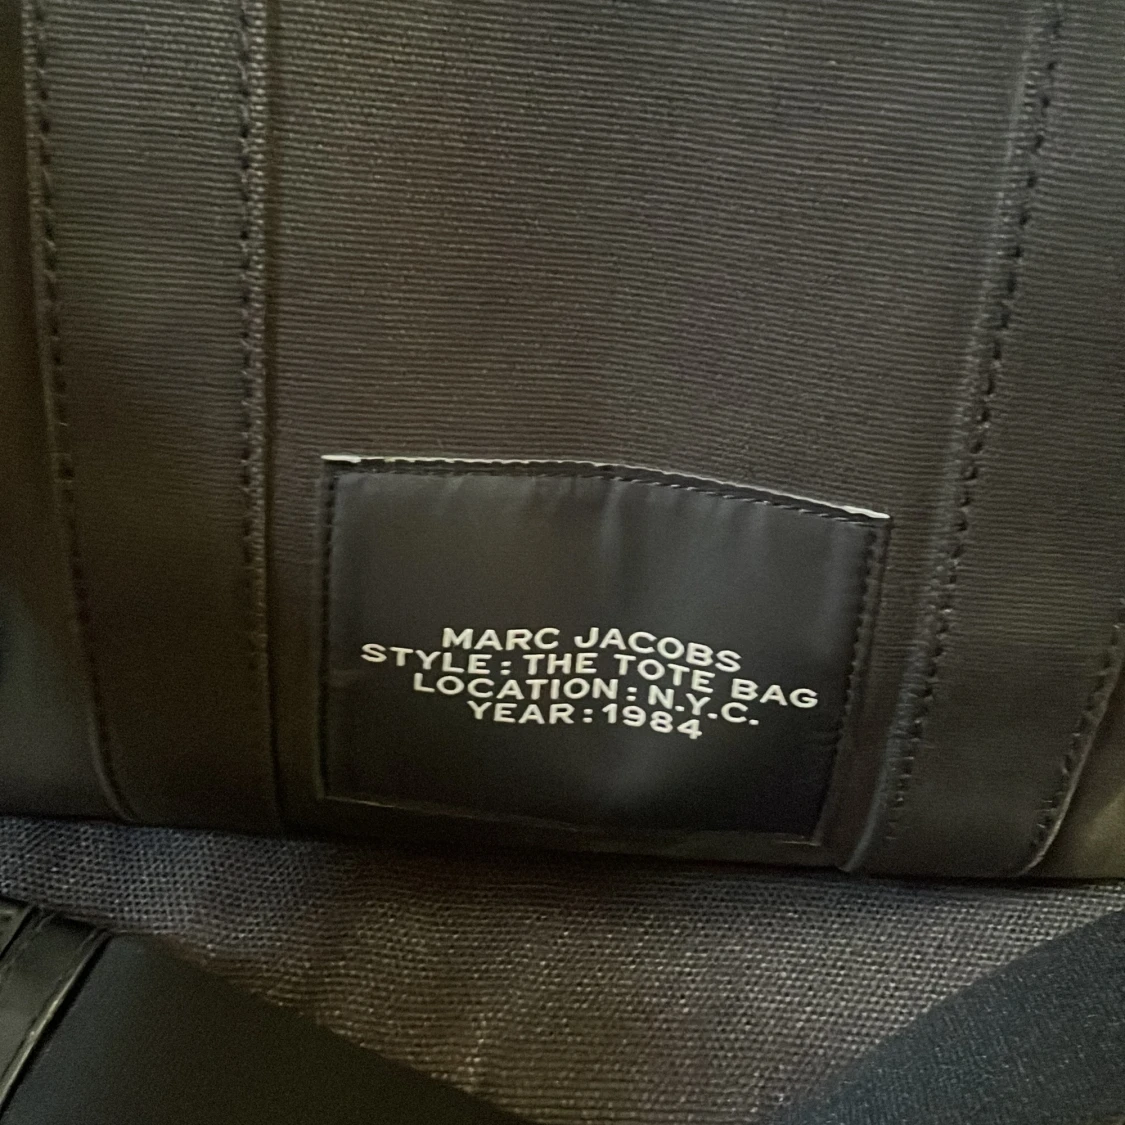 MARC JACOBS
STYLE : THE TOTE BAG
LOCATION : N.Y.C.
YEAR : 1984